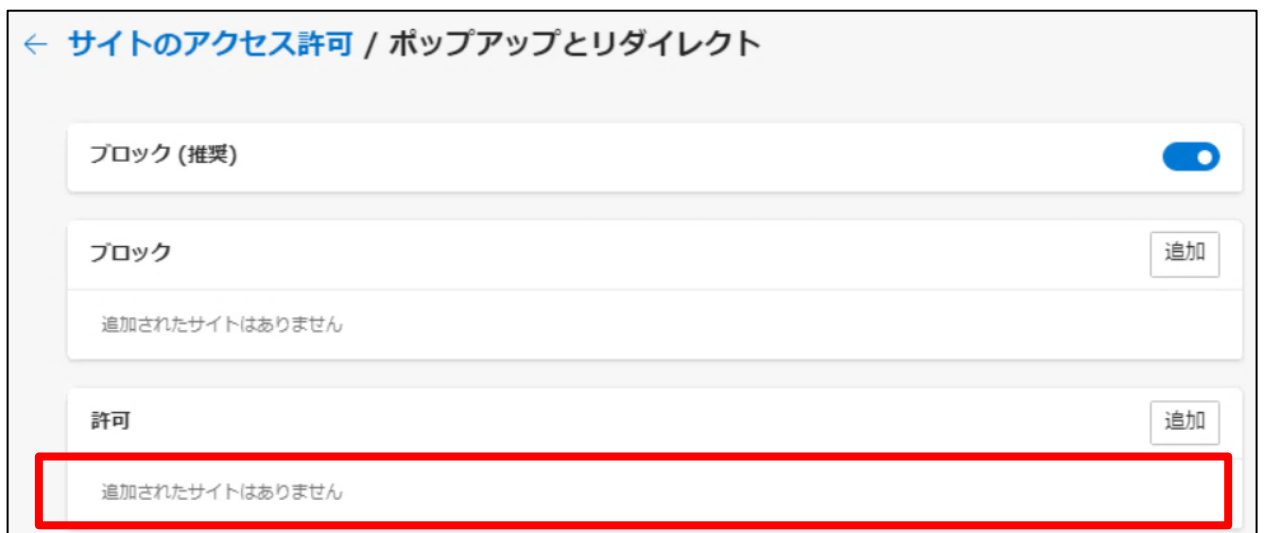 ← サイトのアクセス許可 / ポップアップとリダイレクト
ブロック (推奨)
ブロック 追加
追加されたサイトはありません
許可 追加
追加されたサイトはありません